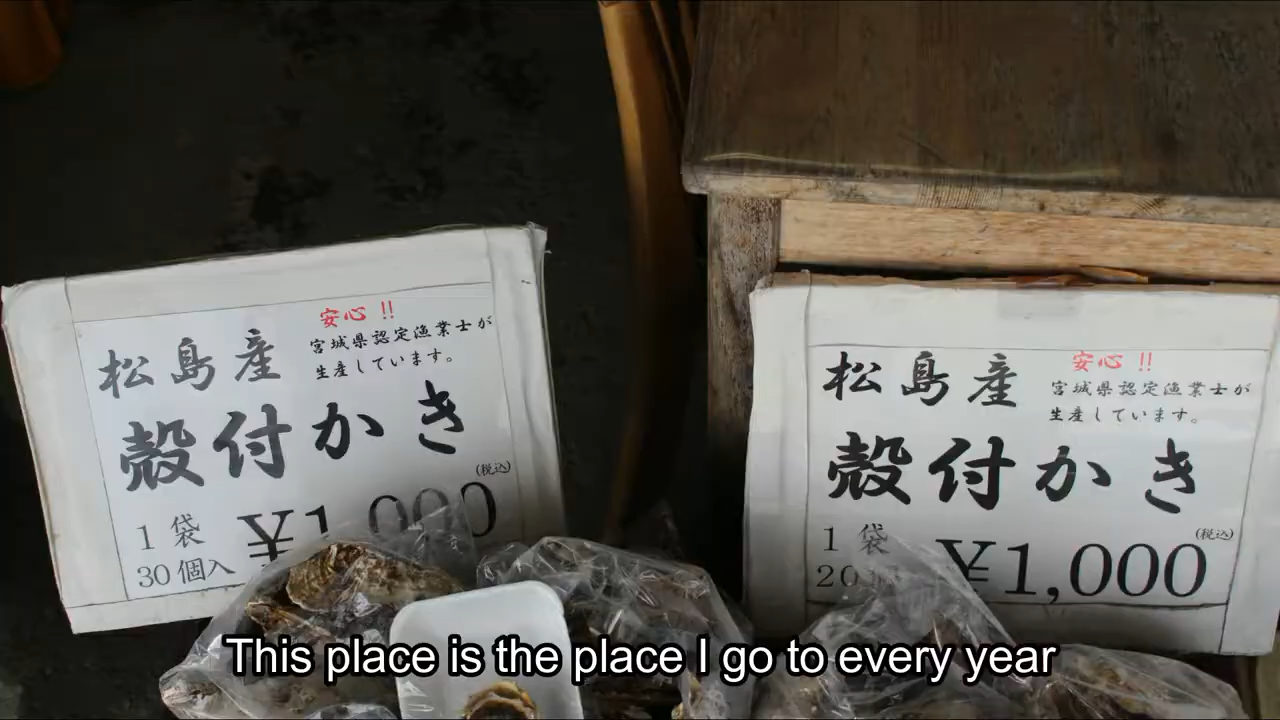 安心!!
宮城県認定漁業士が
生産しています。
松島産
殻付かき
(税込)
1袋
30個入
¥1,000
安心!!
宮城県認定漁業士が
生産しています。
松島産
殻付かき
(税込)
1袋
20
¥1,000
This place is the place I go to every year